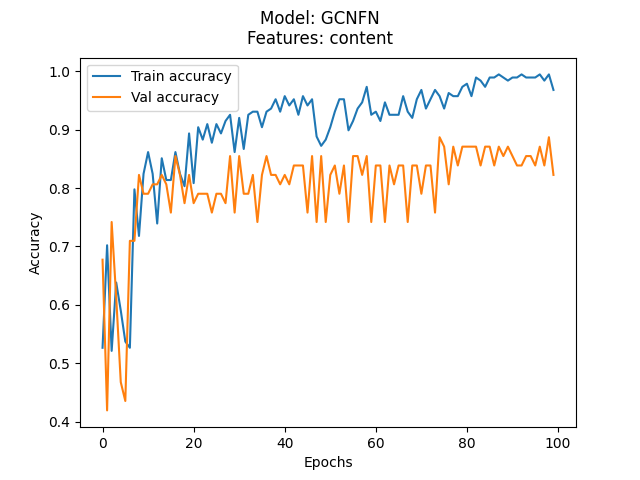 Model: GCNFN
Features: content
Train accuracy
Val accuracy
1.0
0.9
0.8
0.7
0.6
0.5
0.4
Accuracy
0 20 40 60 80 100
Epochs